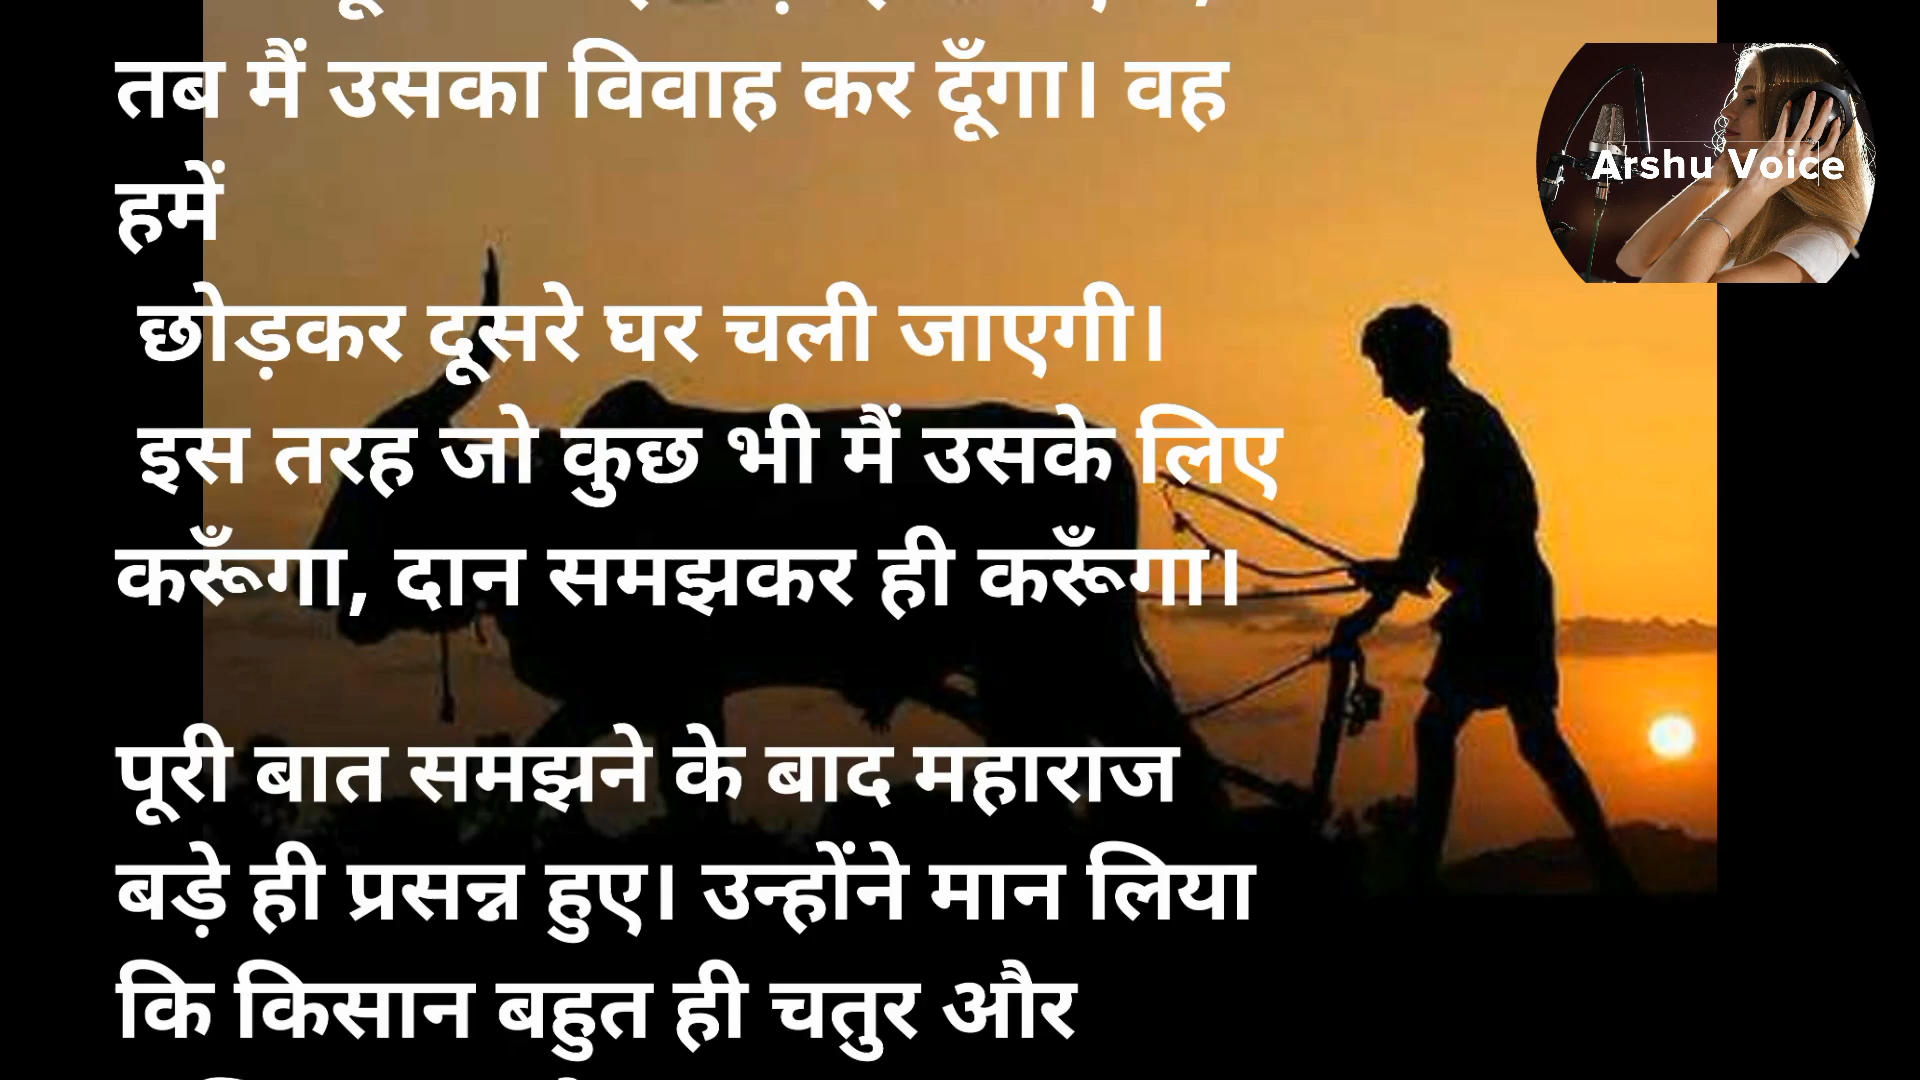 तब मैं उसका विवाह कर दूँगा। वह
हमें
छोड़कर दूसरे घर चली जाएगी।
इस तरह जो कुछ भी मैं उसके लिए
करूँगा, दान समझकर ही करूँगा।
पूरी बात समझने के बाद महाराज
बड़े ही प्रसन्न हुए। उन्होंने मान लिया
कि किसान बहुत ही चतुर और
Arshu Voice